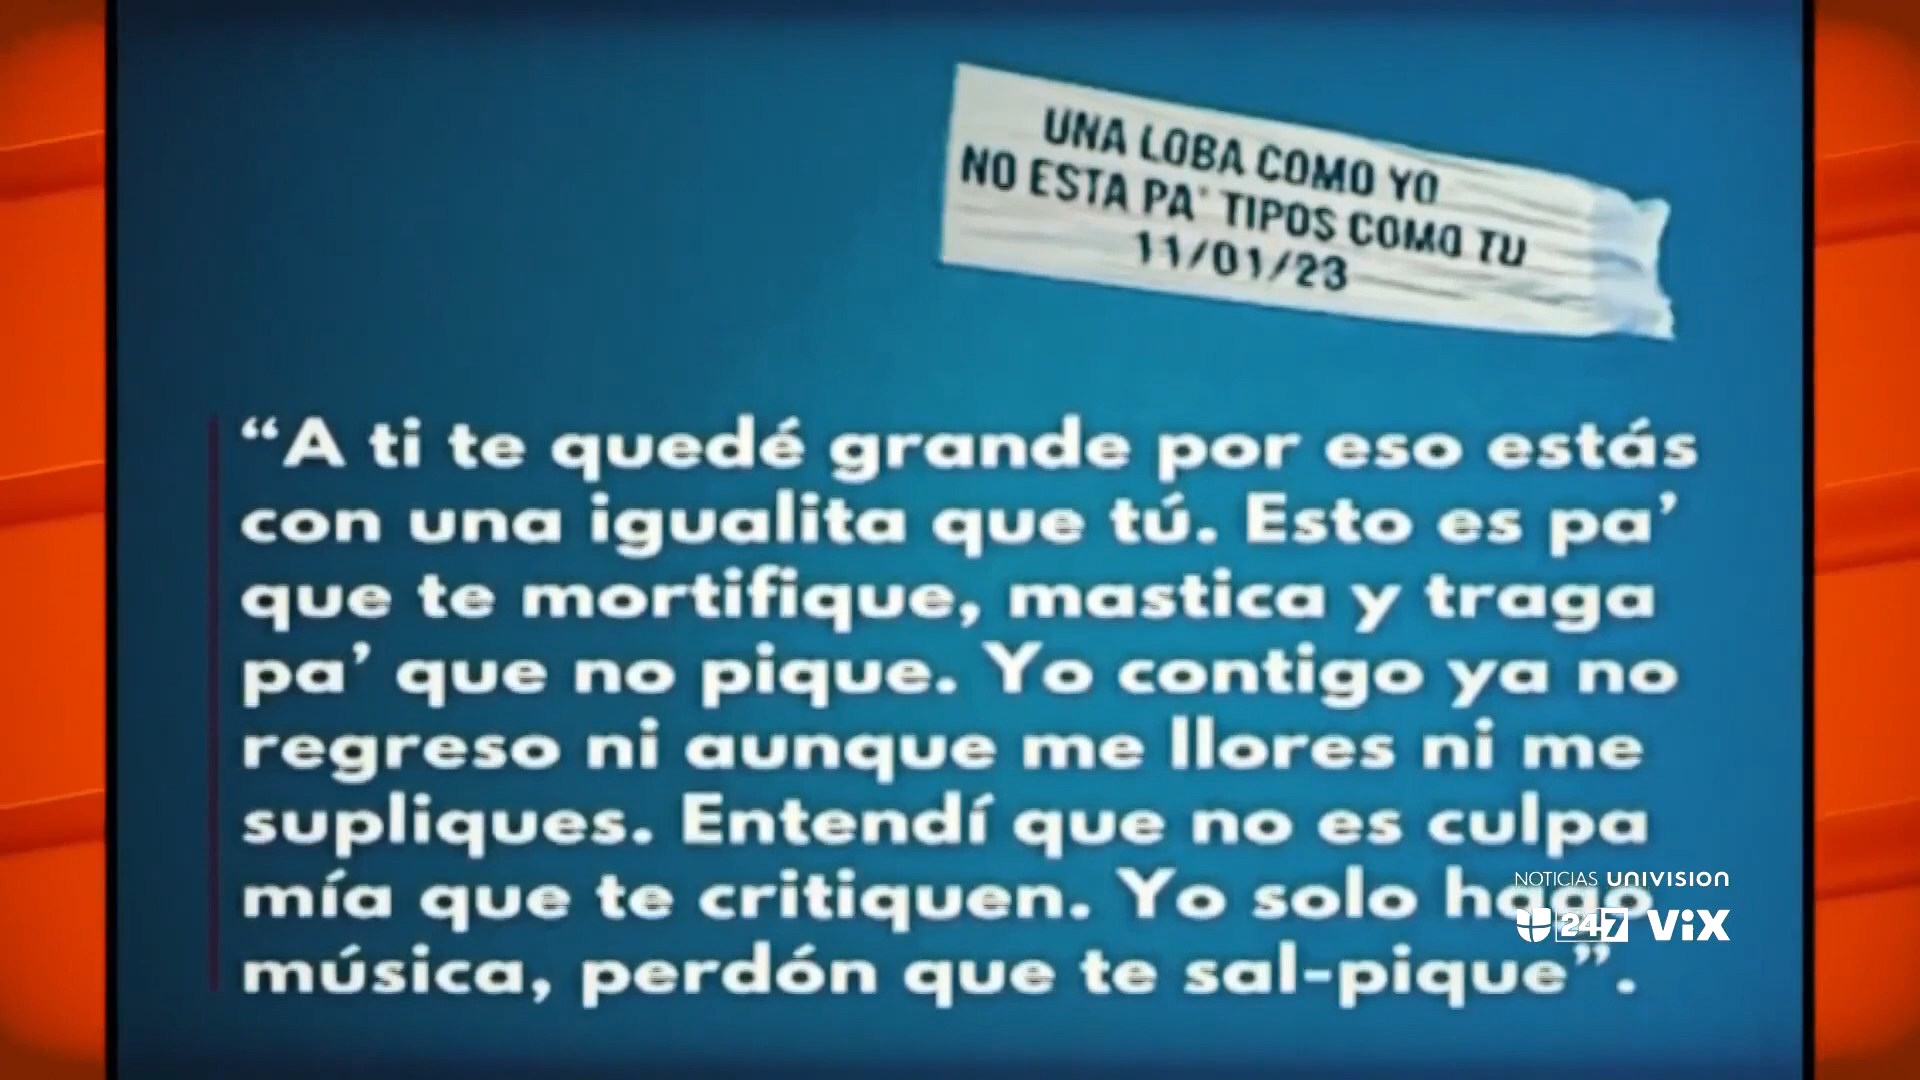 UNA LOBA COMO YO
NO ESTA PA' TIPOS COMO TU
11/01/23
“A ti te quedé grande por eso estás
con una igualita que tú. Esto es pa’
que te mortifique, mastica y traga
pa’ que no pique. Yo contigo ya no
regreso ni aunque me llores ni me
supliques. Entendí que no es culpa
mía que te critiquen. Yo solo hago
música, perdón que te sal-pique”.
NOTICIAS UNIVISION
24/7 ViX